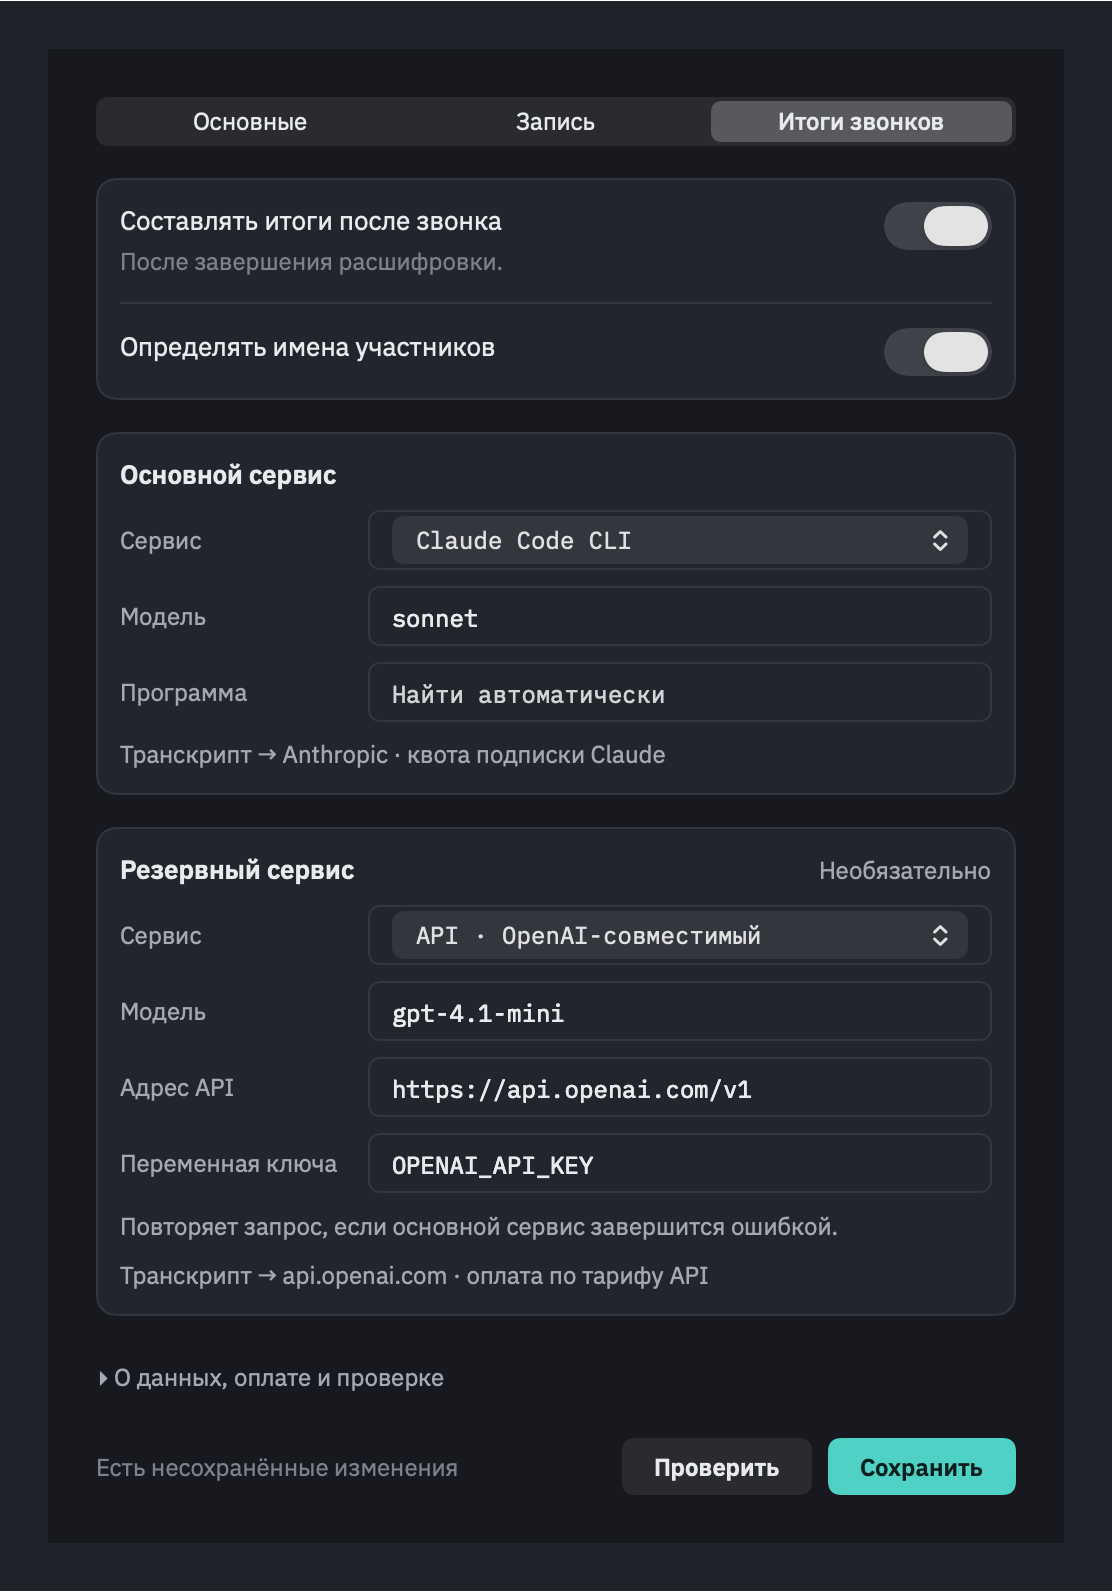 Основные Запись Итоги звонков
Составлять итоги после звонка
После завершения расшифровки.
Определять имена участников
Основной сервис
Сервис Claude Code CLI
Модель sonnet
Программа Найти автоматически
Транскрипт → Anthropic · квота подписки Claude
Резервный сервис Необязательно
Сервис API · OpenAI-совместимый
Модель gpt-4.1-mini
Адрес API https://api.openai.com/v1
Переменная ключа OPENAI_API_KEY
Повторяет запрос, если основной сервис завершится ошибкой.
Транскрипт → api.openai.com · оплата по тарифу API
О данных, оплате и проверке
Есть несохранённые изменения Проверить Сохранить